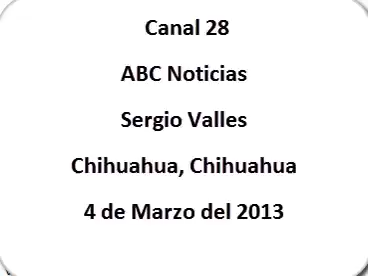 Canal 28
ABC Noticias
Sergio Valles
Chihuahua, Chihuahua
4 de Marzo del 2013